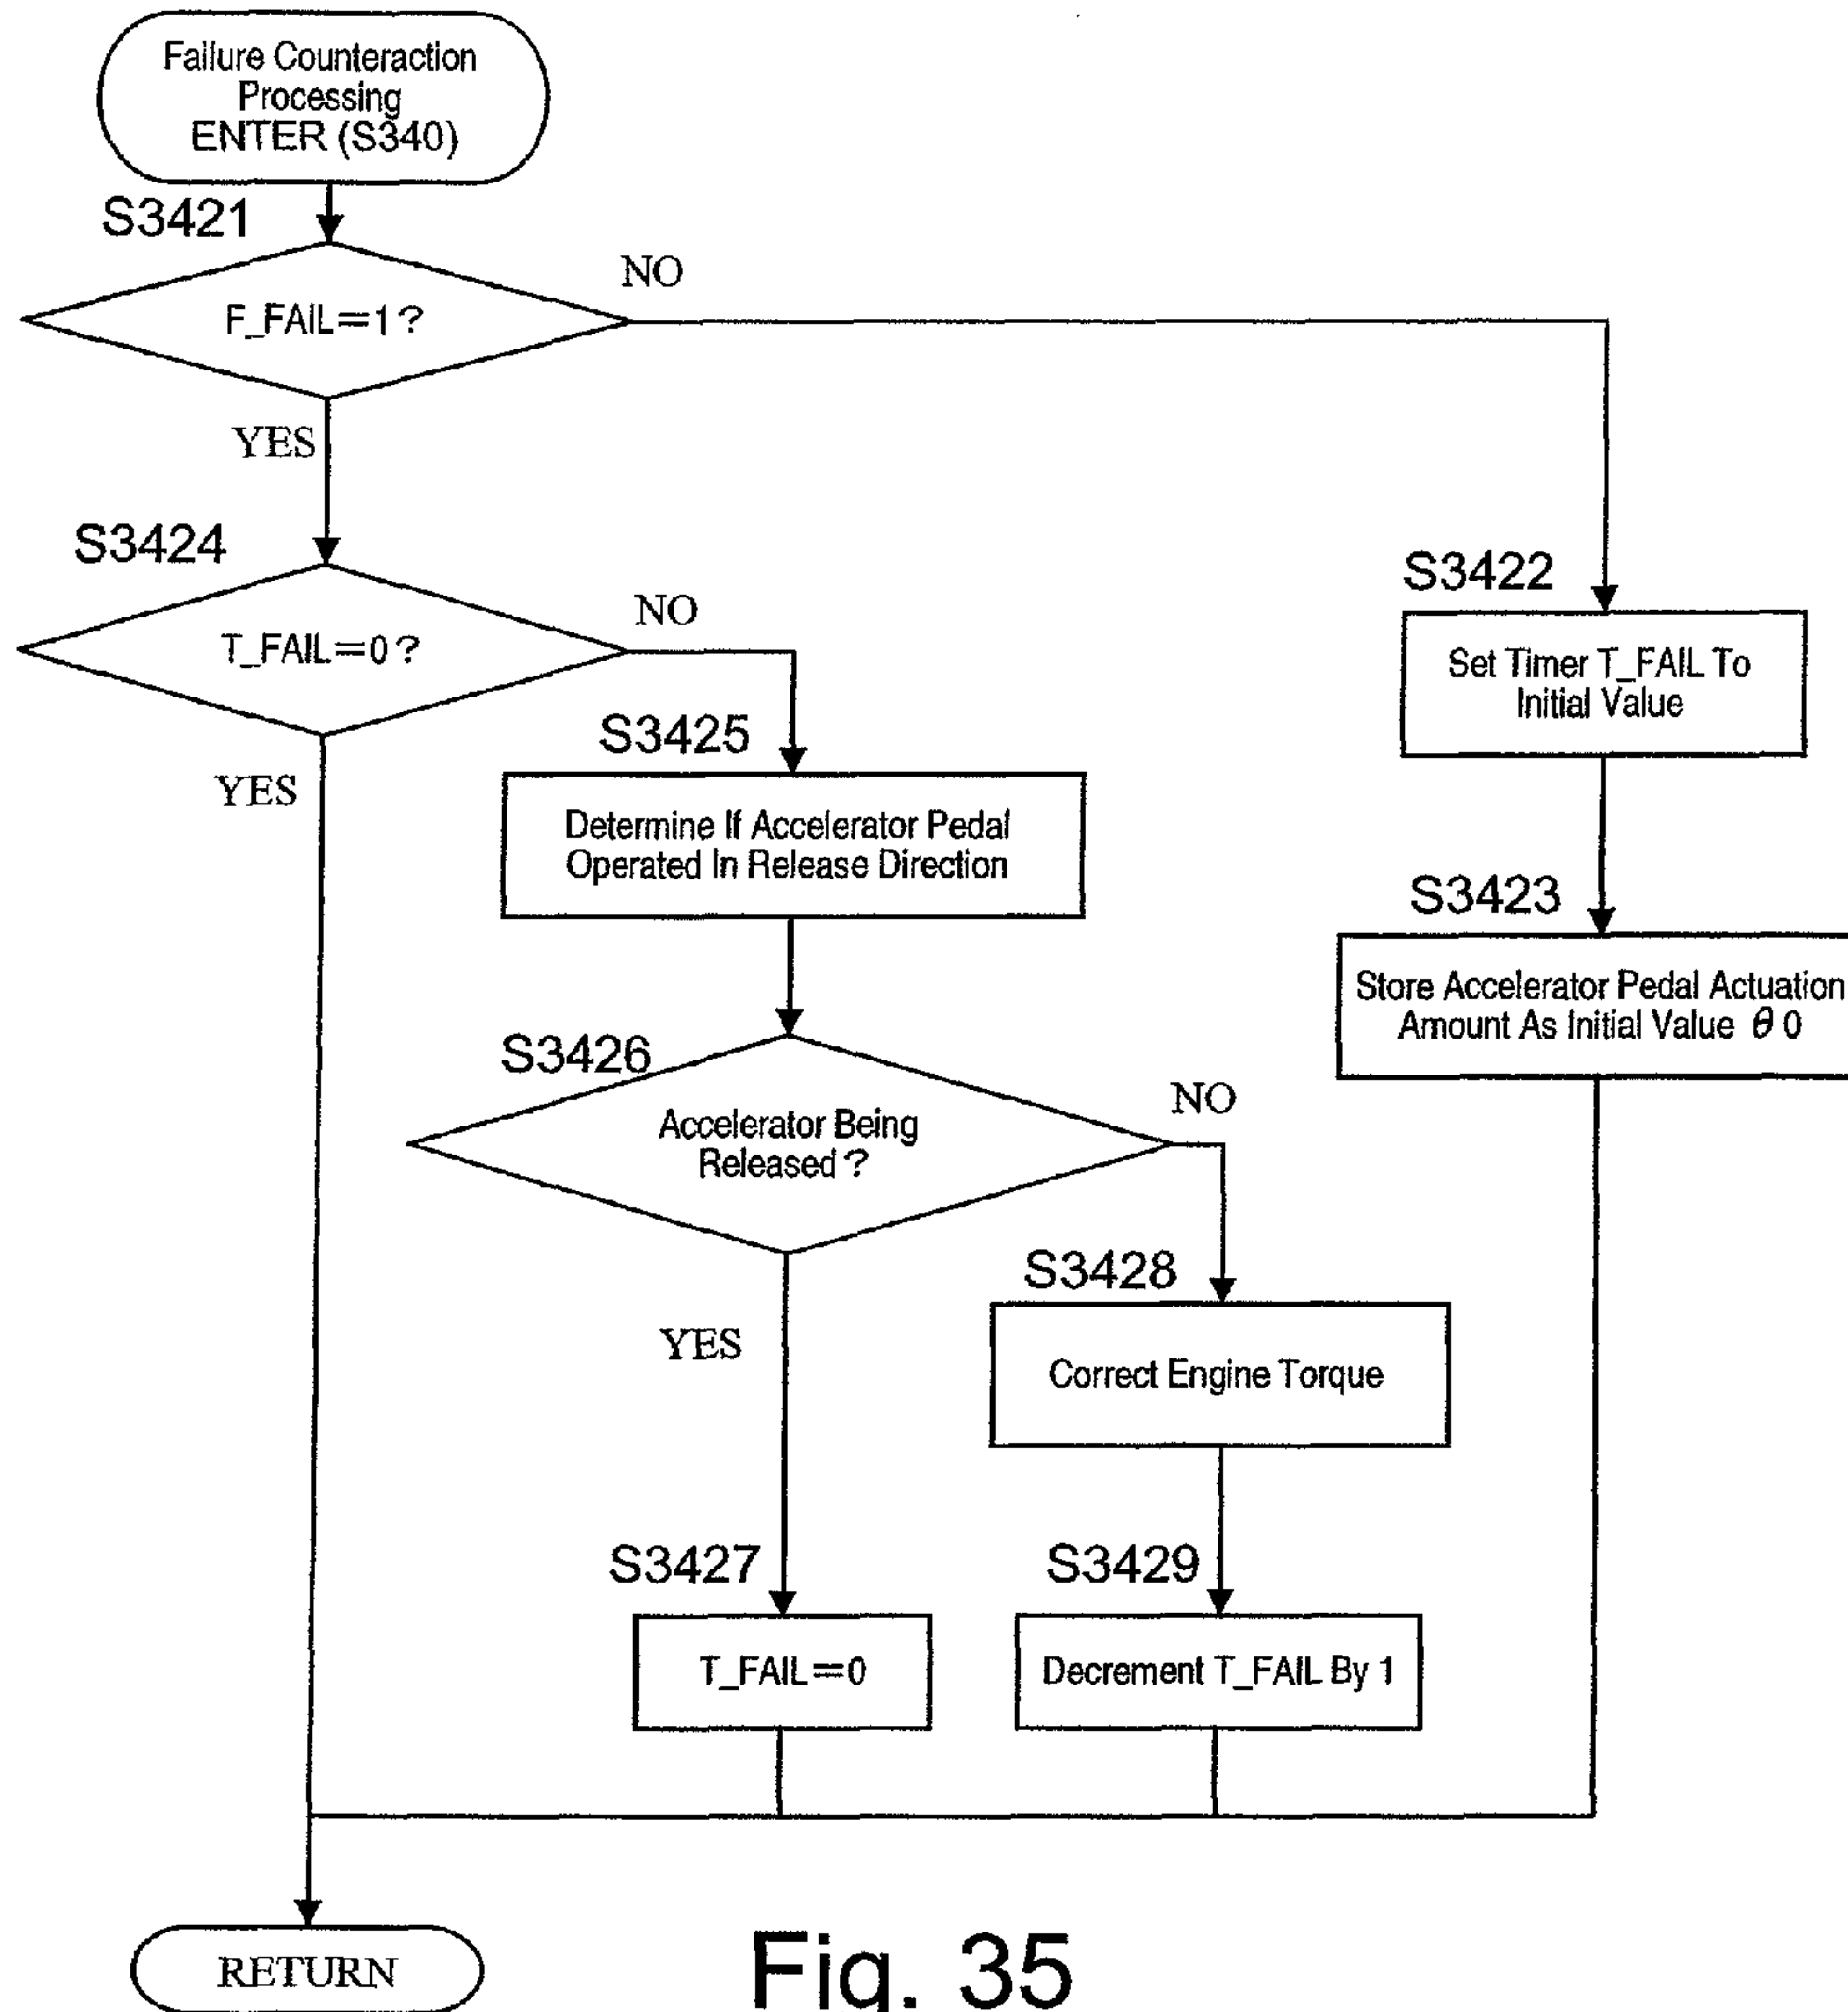 Failure Counteraction
Processing
ENTER (S340)
S3421
F_FAIL=1?
NO
YES
S3424
T_FAIL=0?
NO
YES
S3422
Set Timer T_FAIL To
Initial Value
S3425
Determine If Accelerator Pedal
Operated In Release Direction
S3423
Store Accelerator Pedal Actuation
Amount As Initial Value θ 0
S3426
Accelerator Being
Released?
NO
YES
S3428
Correct Engine Torque
S3427
T_FAIL=0
S3429
Decrement T_FAIL By 1
RETURN
Fig. 35